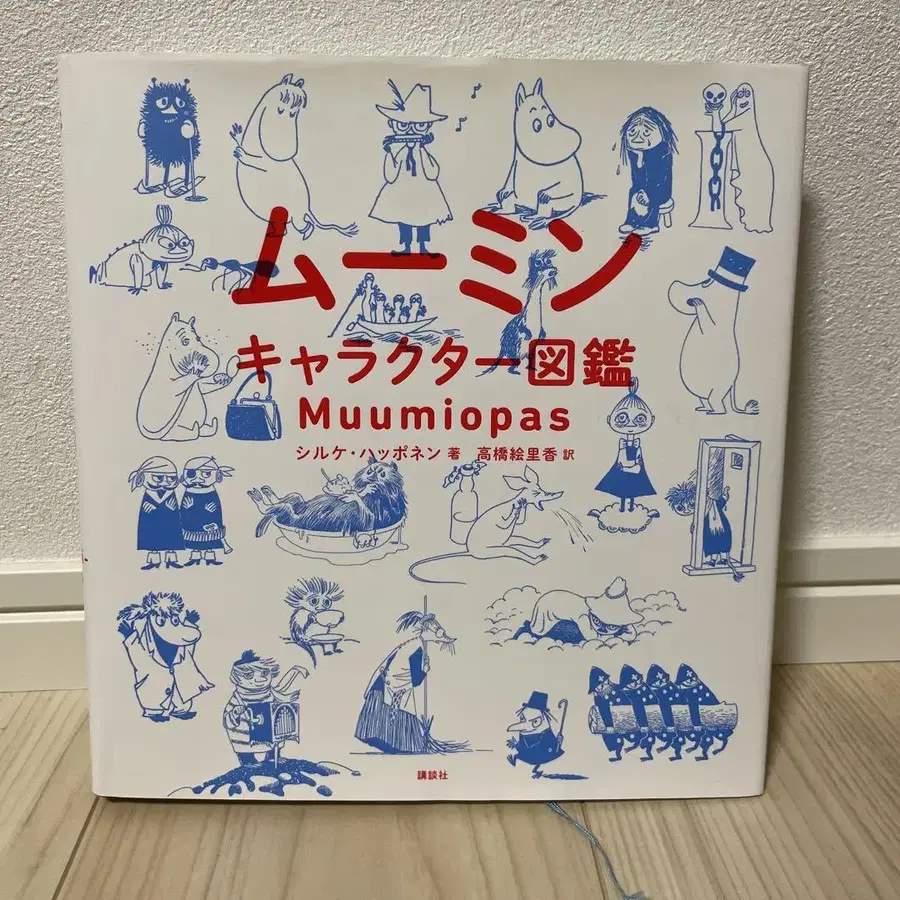 ムーミン
キャラクター図鑑
Muumiopas
シルケ・ハッポネン 著　高橋絵里香 訳
講談社